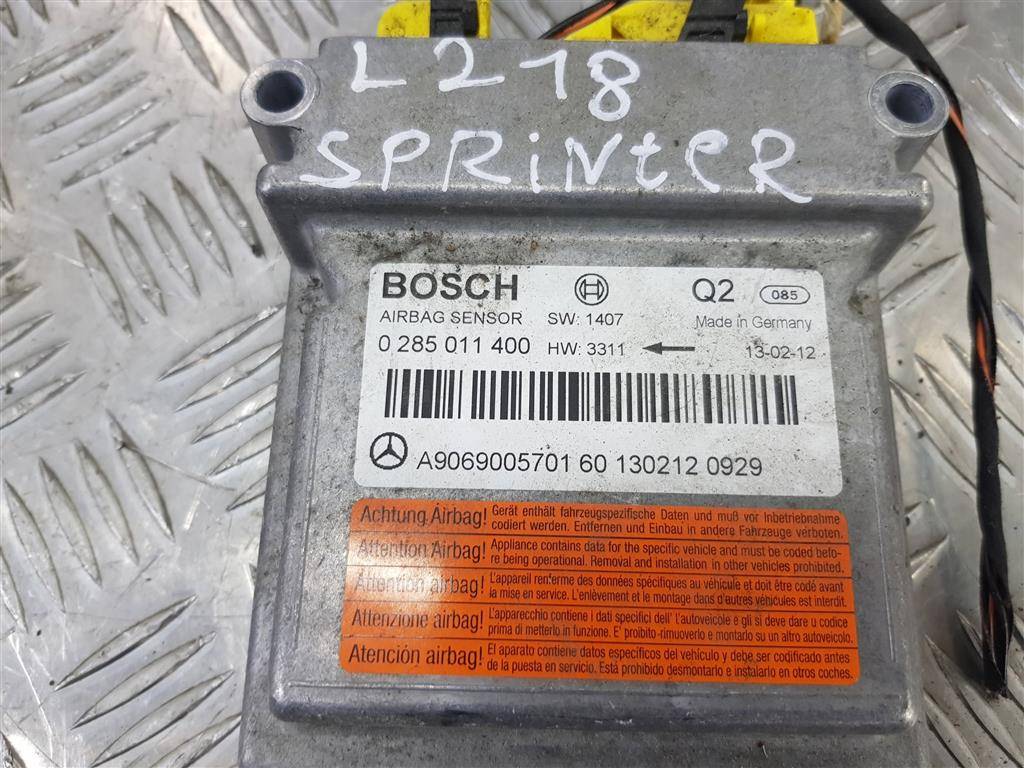 L218
SPRiNteR
BOSCH Q2 085
AIRBAG SENSOR SW: 1407 Made in Germany
0 285 011 400 HW: 3311 13-02-12
A9069005701 60 130212 0929
Achtung Airbag! Gerät enthält fahrzeugspezifische Daten und muß vor Inbetriebnahme
codiert werden. Entfernen und Einbau in andere Fahrzeuge verboten.
Attention Airbag! Appliance contains data for the specific vehicle and must be coded befo-
re being operational. Removal and installation in other vehicles prohibited.
Attention airbag! L'appareil renferme des données spécifiques au véhicule et doit être codé avant
la mise en service. L'enlèvement et le montage dans d'autres véhicules est interdit.
Attenzione airbag! L'apparecchio contiene i dati specifici dell' l'autoveicolo e gli si deve dare u codice
prima di metterlo in funzione. E' proibito-rimuoverlo e montarlo su un altro autoveicolo.
Atención airbag! El aparato contiene datos específicos del vehículo y debe ser codificado antes
de la puesta en servicio. Está prohibido desmontarlo e instalarlo en otros coches.